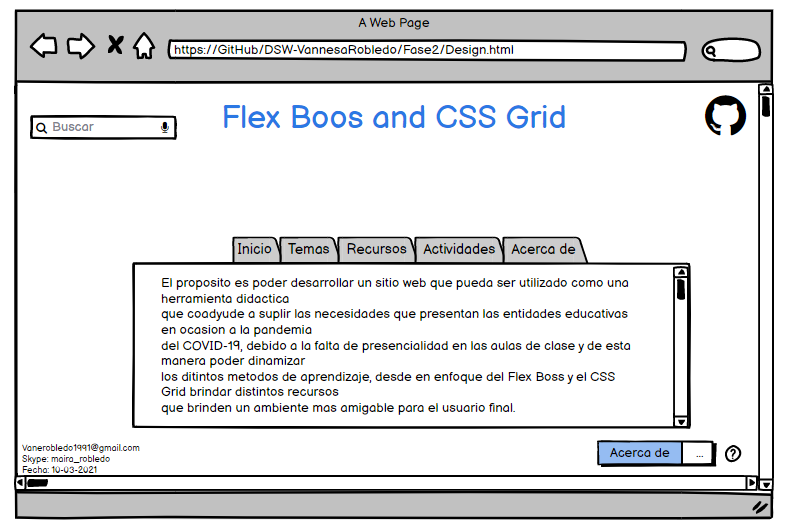 A Web Page
https://GitHub/DSW-VannesaRobledo/Fase2/Design.html
Buscar
Flex Boos and CSS Grid
Inicio Temas Recursos Actividades Acerca de
El proposito es poder desarrollar un sitio web que pueda ser utilizado como una
herramienta didactica
que coadyude a suplir las necesidades que presentan las entidades educativas
en ocasion a la pandemia
del COVID-19, debido a la falta de presencialidad en las aulas de clase y de esta
manera poder dinamizar
los ditintos metodos de aprendizaje, desde en enfoque del Flex Boss y el CSS
Grid brindar distintos recursos
que brinden un ambiente mas amigable para el usuario final.
Vanerobledo1991@gmail.com
Skype: maira_robledo
Fecha: 10-03-2021
Acerca de ... ?